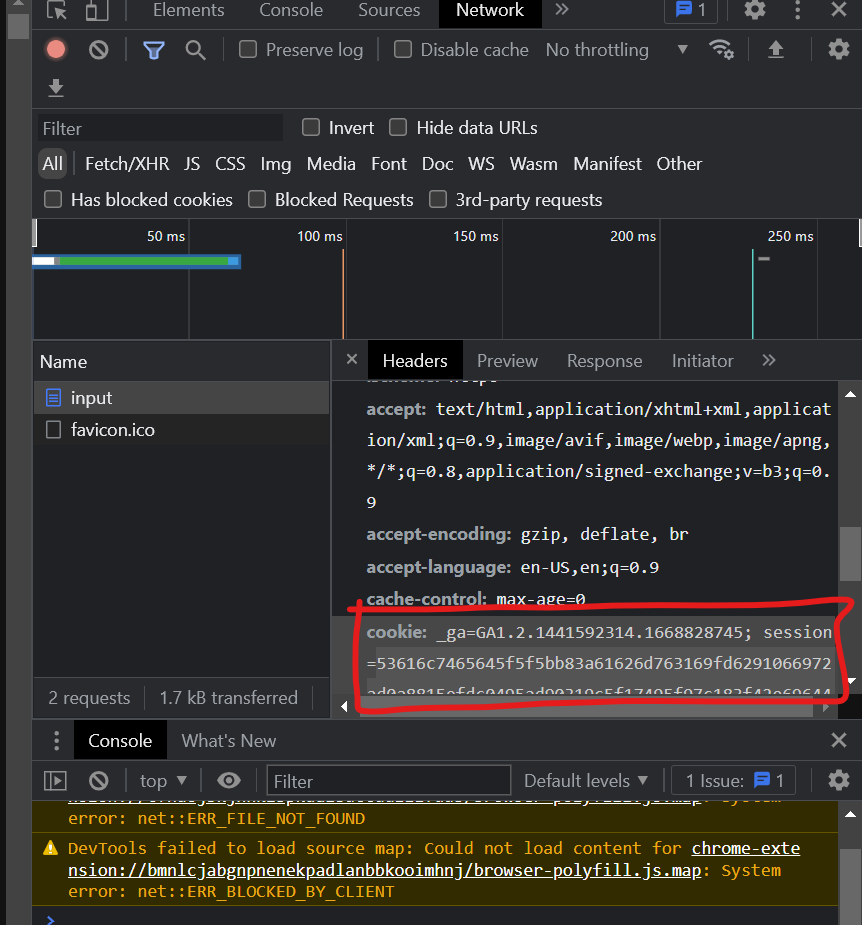 Elements Console Sources Network 1
Preserve log Disable cache No throttling
Filter Invert Hide data URLs
All Fetch/XHR JS CSS Img Media Font Doc WS Wasm Manifest Other
Has blocked cookies Blocked Requests 3rd-party requests
50 ms 100 ms 150 ms 200 ms 250 ms
Name
input
favicon.ico
2 requests 1.7 kB transferred
Headers Preview Response Initiator
accept: text/html,application/xhtml+xml,applicat
ion/xml;q=0.9,image/avif,image/webp,image/apng,
*/*;q=0.8,application/signed-exchange;v=b3;q=0.
9
accept-encoding: gzip, deflate, br
accept-language: en-US,en;q=0.9
cache-control: max-age=0
cookie: _ga=GA1.2.1441592314.1668828745; session
=53616c7465645f5f5bb83a61626d763169fd6291066972
Console What's New
top Filter Default levels 1 Issue: 1
System
error: net::ERR_FILE_NOT_FOUND
DevTools failed to load source map: Could not load content for chrome-exte
nsion://bmnlcjabgnpnenekpadlanbbkooimhnj/browser-polyfill.js.map: System
error: net::ERR_BLOCKED_BY_CLIENT